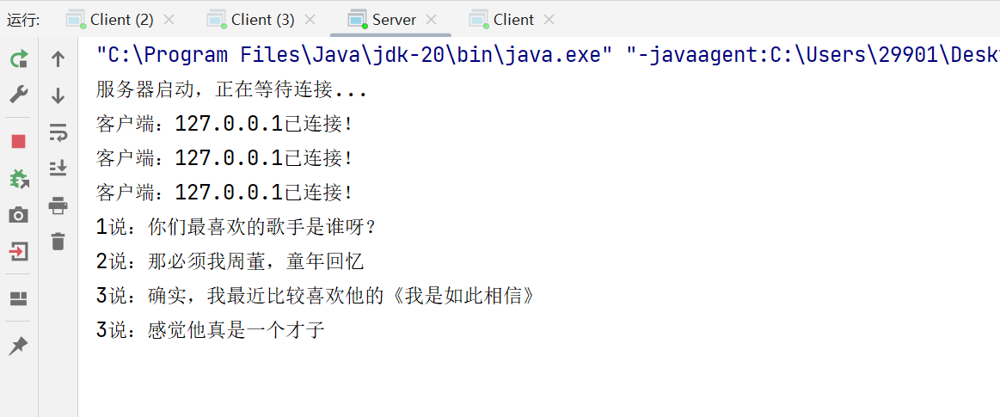 运行: Client (2) Client (3) Server Client
"C:\Program Files\Java\jdk-20\bin\java.exe" "-javaagent:C:\Users\29901\Desk
服务器启动，正在等待连接...
客户端：127.0.0.1已连接！
客户端：127.0.0.1已连接！
客户端：127.0.0.1已连接！
1说：你们最喜欢的歌手是谁呀？
2说：那必须我周董，童年回忆
3说：确实，我最近比较喜欢他的《我是如此相信》
3说：感觉他真是一个才子